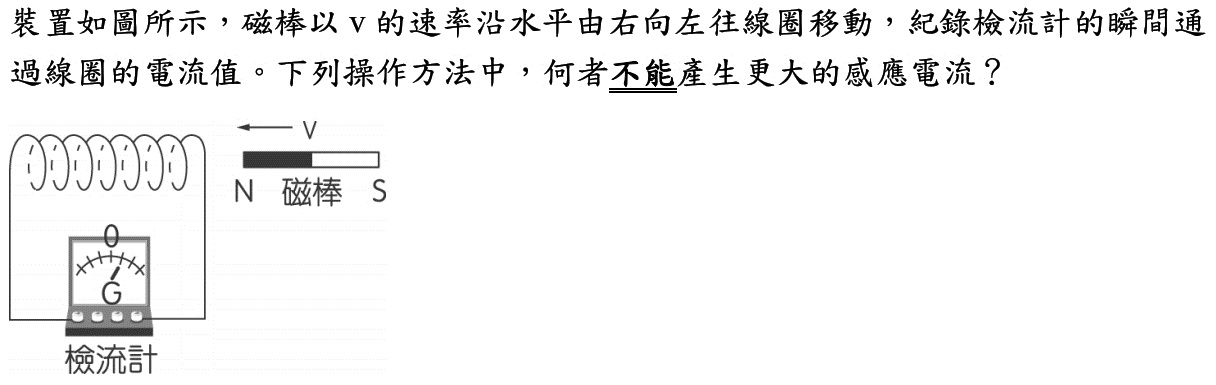 裝置如圖所示，磁棒以 v 的速率沿水平由右向左往線圈移動，紀錄檢流計的瞬間通
過線圈的電流值。下列操作方法中，何者不能產生更大的感應電流？
V
N 磁棒 S
0
G
檢流計